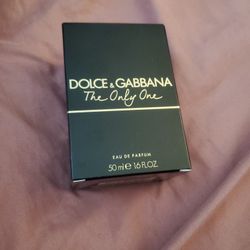 DOLCE & GABBANA
The Only One
EAU DE PARFUM
50 ml ℮ 1.6 FL.OZ.